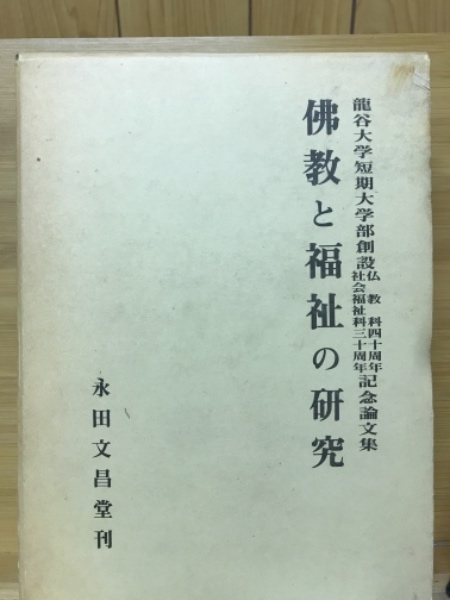 龍谷大学短期大学部創設仏教科四十周年社会福祉科三十周年記念論文集
佛教と福祉の研究
永田文昌堂刊